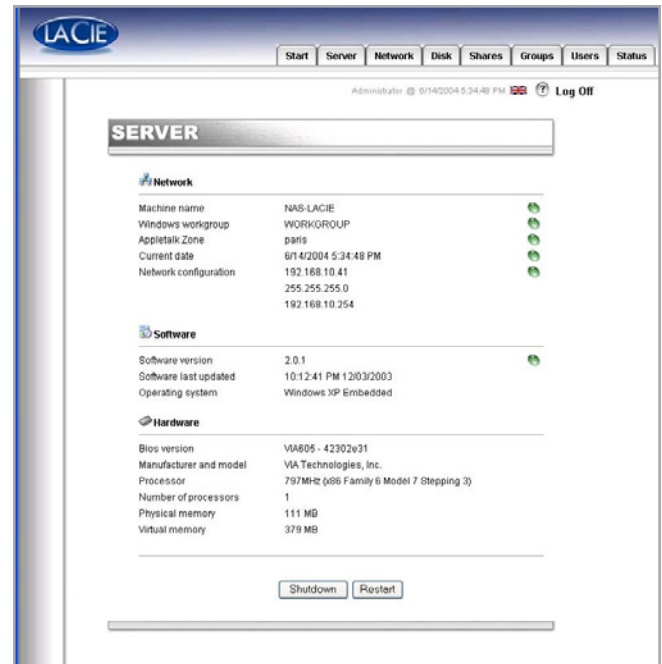 LACIE
Start Server Network Disk Shares Groups Users Status
Administrator @ 6/14/2004 5:34:48 PM Log Off
SERVER
Network
Machine name NAS-LACIE
Windows workgroup WORKGROUP
Appletalk Zone paris
Current date 6/14/2004 5:34:48 PM
Network configuration 192.168.10.41
255.255.255.0
192.168.10.254
Software
Software version 2.0.1
Software last updated 10:12:41 PM 12/03/2003
Operating system Windows XP Embedded
Hardware
Bios version VIA605 - 42302e31
Manufacturer and model VIA Technologies, Inc.
Processor 797MHz (x86 Family 6 Model 7 Stepping 3)
Number of processors 1
Physical memory 111 MB
Virtual memory 379 MB
Shutdown Restart